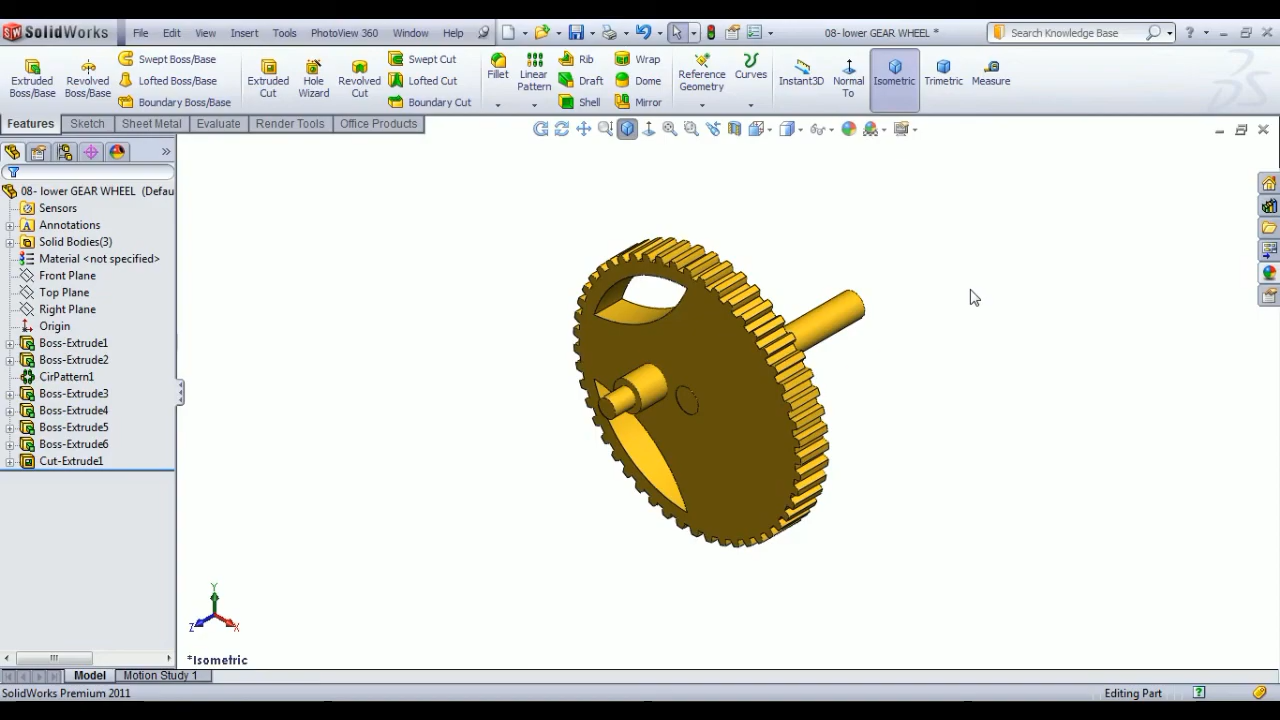 SolidWorks File Edit View Insert Tools PhotoView 360 Window Help 08- lower GEAR WHEEL * Search Knowledge Base
Extruded Boss/Base
Revolved Boss/Base
Swept Boss/Base
Lofted Boss/Base
Boundary Boss/Base
Extruded Cut
Hole Wizard
Revolved Cut
Swept Cut
Lofted Cut
Boundary Cut
Fillet
Linear Pattern
Rib
Draft
Shell
Wrap
Dome
Mirror
Reference Geometry
Curves
Instant3D
Normal To
Isometric
Trimetric
Measure
Features Sketch Sheet Metal Evaluate Render Tools Office Products
08- lower GEAR WHEEL (Defau
Sensors
Annotations
Solid Bodies(3)
Material <not specified>
Front Plane
Top Plane
Right Plane
Origin
Boss-Extrude1
Boss-Extrude2
CirPattern1
Boss-Extrude3
Boss-Extrude4
Boss-Extrude5
Boss-Extrude6
Cut-Extrude1
Y
Z X
*Isometric
Model Motion Study 1
SolidWorks Premium 2011 Editing Part